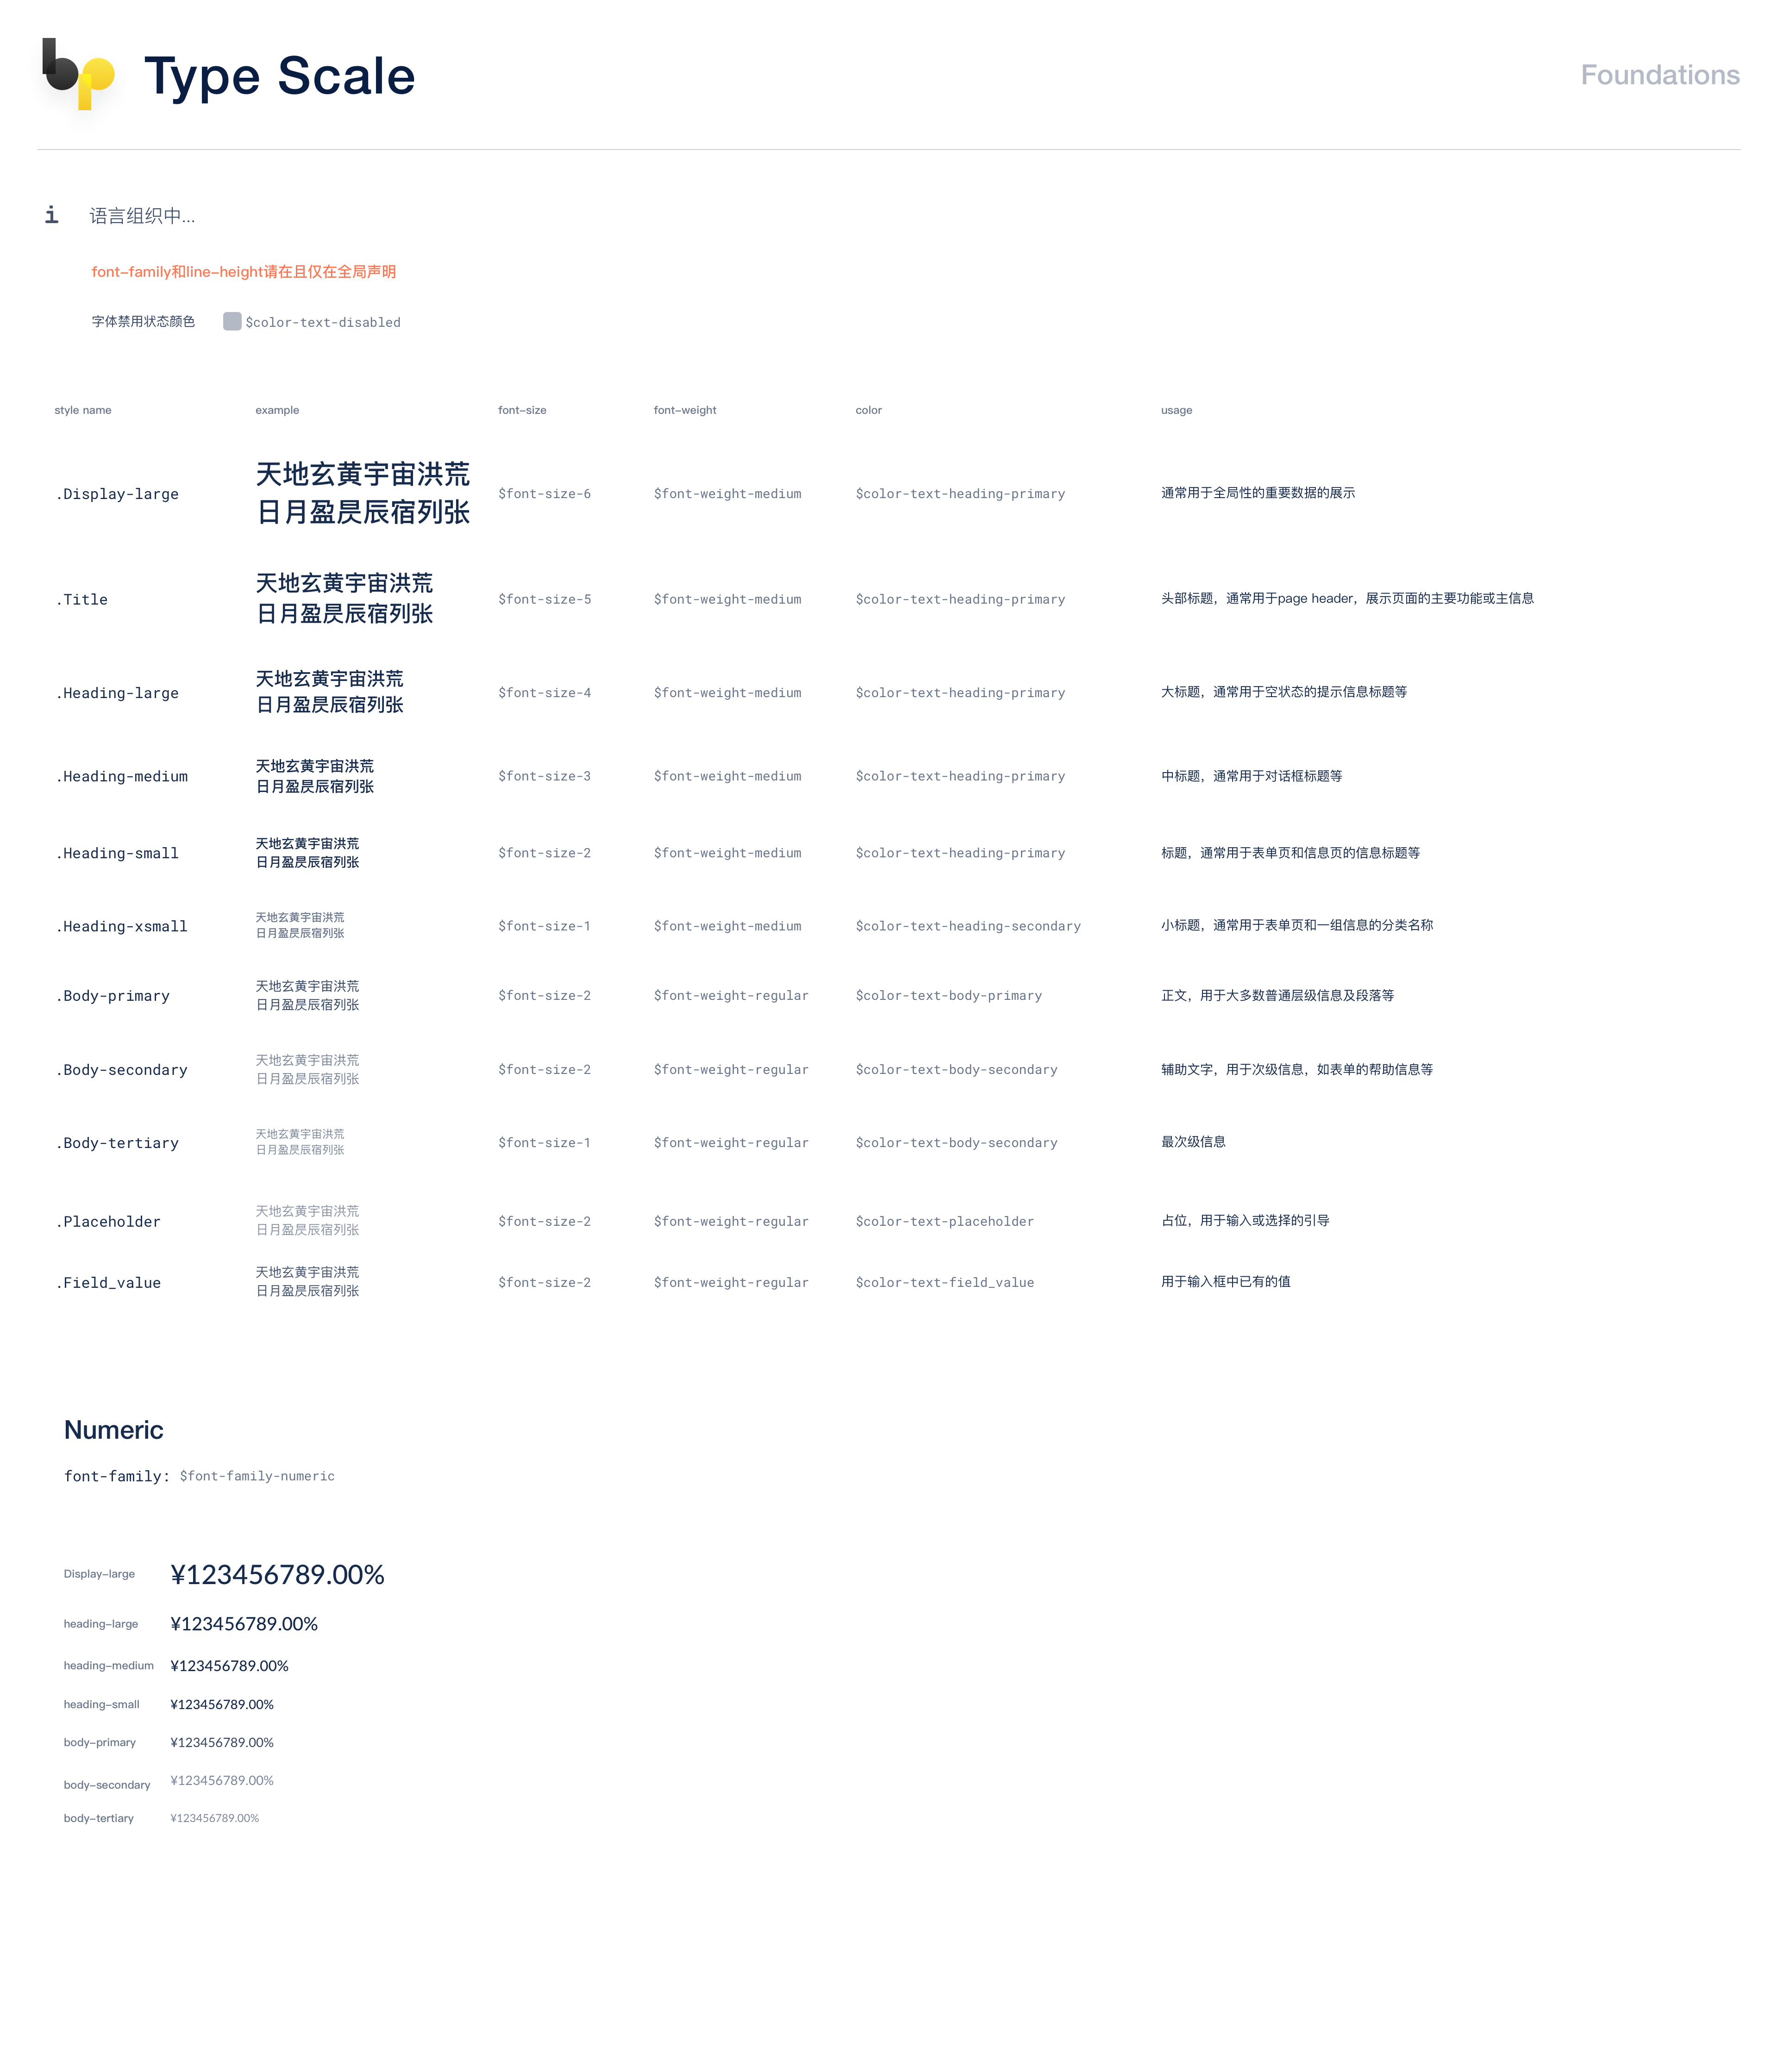 bp
Type Scale
Foundations
i 语言组织中...
font-family和line-height请在且仅在全局声明
字体禁用状态颜色 $color-text-disabled
style name example font-size font-weight color usage
.Display-large 天地玄黄宇宙洪荒 $font-size-6 $font-weight-medium $color-text-heading-primary 通常用于全局性的重要数据的展示
日月盈昃辰宿列张
.Title 天地玄黄宇宙洪荒 $font-size-5 $font-weight-medium $color-text-heading-primary 头部标题，通常用于page header，展示页面的主要功能或主信息
日月盈昃辰宿列张
.Heading-large 天地玄黄宇宙洪荒 $font-size-4 $font-weight-medium $color-text-heading-primary 大标题，通常用于空状态的提示信息标题等
日月盈昃辰宿列张
.Heading-medium 天地玄黄宇宙洪荒 $font-size-3 $font-weight-medium $color-text-heading-primary 中标题，通常用于对话框标题等
日月盈昃辰宿列张
.Heading-small 天地玄黄宇宙洪荒 $font-size-2 $font-weight-medium $color-text-heading-primary 标题，通常用于表单页和信息页的信息标题等
日月盈昃辰宿列张
.Heading-xsmall 天地玄黄宇宙洪荒 $font-size-1 $font-weight-medium $color-text-heading-secondary 小标题，通常用于表单页和一组信息的分类名称
日月盈昃辰宿列张
.Body-primary 天地玄黄宇宙洪荒 $font-size-2 $font-weight-regular $color-text-body-primary 正文，用于大多数普通层级信息及段落等
日月盈昃辰宿列张
.Body-secondary 天地玄黄宇宙洪荒 $font-size-2 $font-weight-regular $color-text-body-secondary 辅助文字，用于次级信息，如表单的帮助信息等
日月盈昃辰宿列张
.Body-tertiary 天地玄黄宇宙洪荒 $font-size-1 $font-weight-regular $color-text-body-secondary 最次级信息
日月盈昃辰宿列张
.Placeholder 天地玄黄宇宙洪荒 $font-size-2 $font-weight-regular $color-text-placeholder 占位，用于输入或选择的引导
日月盈昃辰宿列张
.Field_value 天地玄黄宇宙洪荒 $font-size-2 $font-weight-regular $color-text-field_value 用于输入框中已有的值
日月盈昃辰宿列张
Numeric
font-family: $font-family-numeric
Display-large ¥123456789.00%
heading-large ¥123456789.00%
heading-medium ¥123456789.00%
heading-small ¥123456789.00%
body-primary ¥123456789.00%
body-secondary ¥123456789.00%
body-tertiary ¥123456789.00%